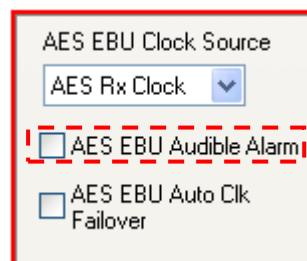 AES EBU Clock Source
AES Rx Clock
AES EBU Audible Alarm
AES EBU Auto Clk
Failover